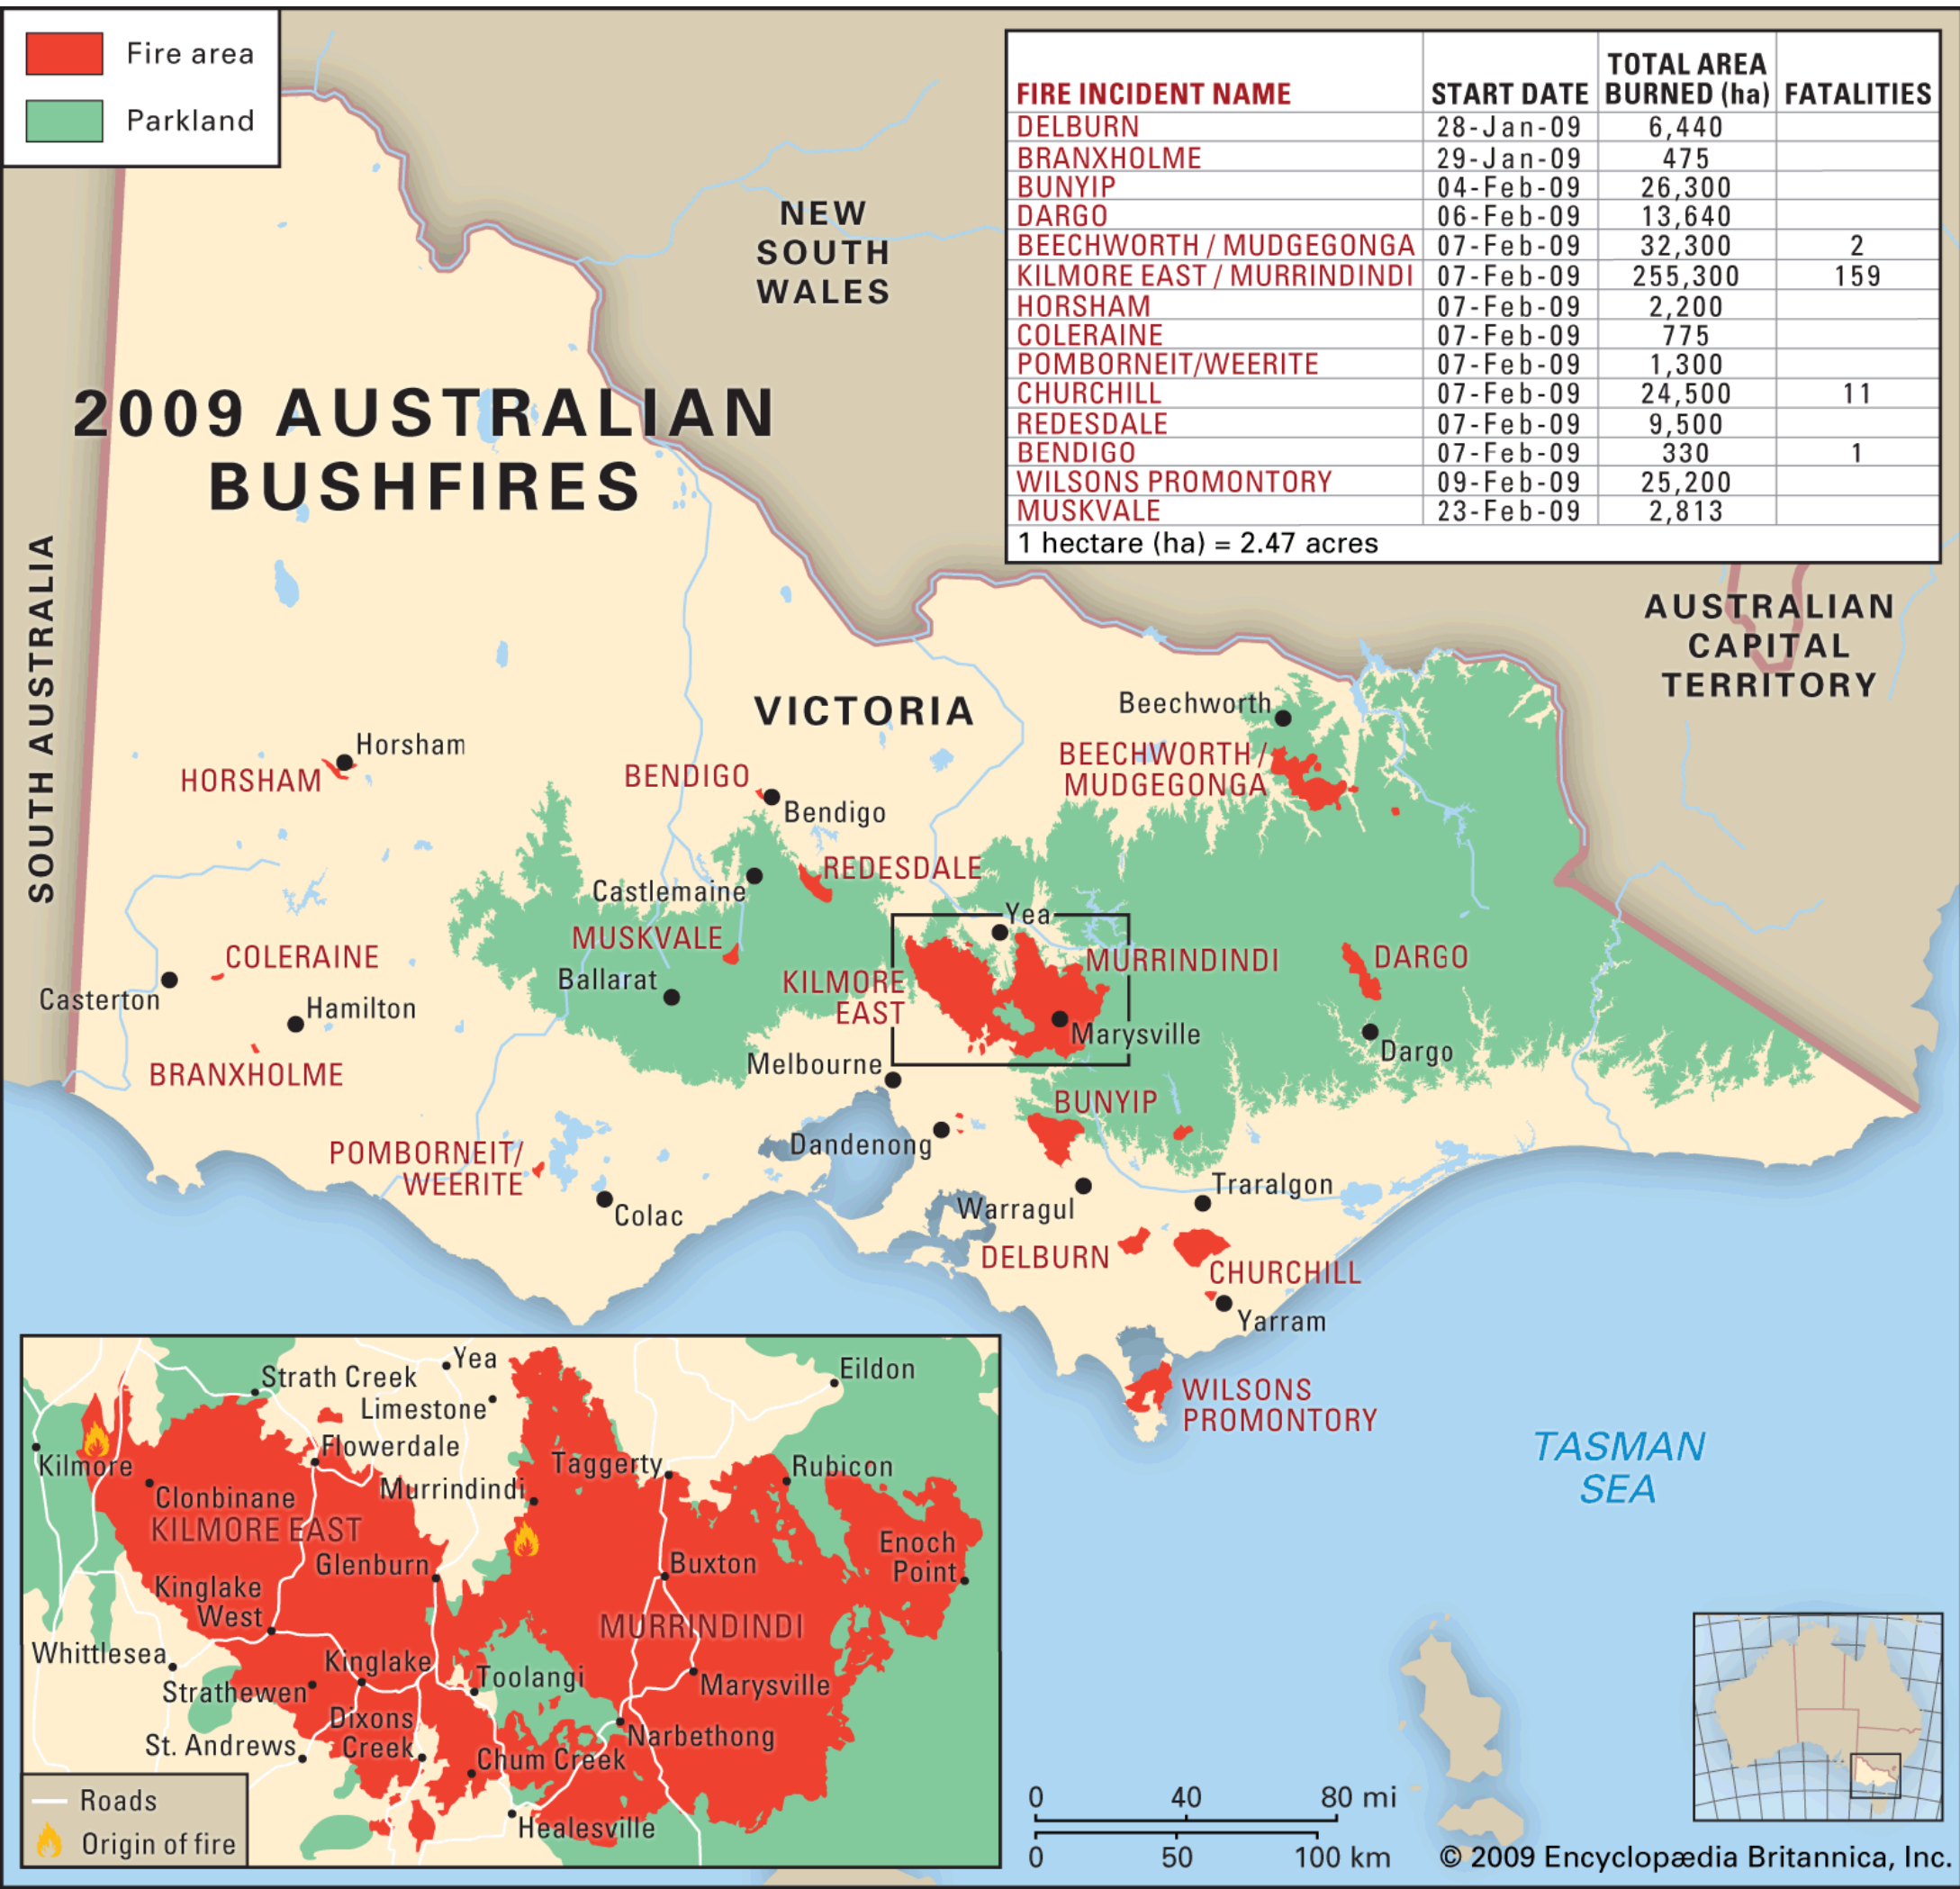 Fire area
Parkland
FIRE INCIDENT NAME START DATE TOTAL AREA BURNED (ha) FATALITIES
DELBURN 28-Jan-09 6,440
BRANXHOLME 29-Jan-09 475
BUNYIP 04-Feb-09 26,300
DARGO 06-Feb-09 13,640
BEECHWORTH / MUDGEGONGA 07-Feb-09 32,300 2
KILMORE EAST / MURRINDINDI 07-Feb-09 255,300 159
HORSHAM 07-Feb-09 2,200
COLERAINE 07-Feb-09 775
POMBORNEIT/WEERITE 07-Feb-09 1,300
CHURCHILL 07-Feb-09 24,500 11
REDESDALE 07-Feb-09 9,500
BENDIGO 07-Feb-09 330 1
WILSONS PROMONTORY 09-Feb-09 25,200
MUSKVALE 23-Feb-09 2,813
1 hectare (ha) = 2.47 acres
NEW
SOUTH
WALES
2009 AUSTRALIAN
BUSHFIRES
SOUTH AUSTRALIA
AUSTRALIAN
CAPITAL
TERRITORY
VICTORIA
Beechworth
BEECHWORTH /
MUDGEGONGA
Horsham
HORSHAM
BENDIGO
Bendigo
REDESDALE
Castlemaine
Yea
MUSKVALE
COLERAINE
MURRINDINDI
DARGO
Ballarat
KILMORE
EAST
Casterton
Hamilton
Marysville
Dargo
BRANXHOLME
Melbourne
BUNYIP
Dandenong
POMBORNEIT/
WEERITE
Traralgon
Colac
Warragul
DELBURN
CHURCHILL
Yarram
WILSONS
PROMONTORY
TASMAN
SEA
Yea
Eildon
Strath Creek
Limestone
Flowerdale
Kilmore
Taggerty
Rubicon
Murrindindi
Clonbinane
KILMORE EAST
Enoch
Point
Glenburn
Buxton
Kinglake
West
MURRINDINDI
Whittlesea
Kinglake
Toolangi
Strathewen
Marysville
Dixons
Creek
Narbethong
St. Andrews
Chum Creek
Healesville
Roads
Origin of fire
0 40 80 mi
0 50 100 km
© 2009 Encyclopædia Britannica, Inc.